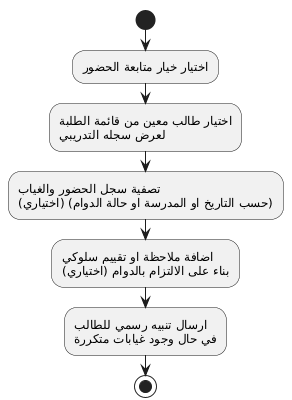 اختيار خيار متابعة الحضور
اختيار طالب معين من قائمة الطلبة
لعرض سجله التدريبي
تصفية سجل الحضور والغياب
(حسب التاريخ او المدرسة او حالة الدوام) (اختياري)
اضافة ملاحظة او تقييم سلوكي
بناء على الالتزام بالدوام (اختياري)
ارسال تنبيه رسمي للطالب
في حال وجود غيابات متكررة